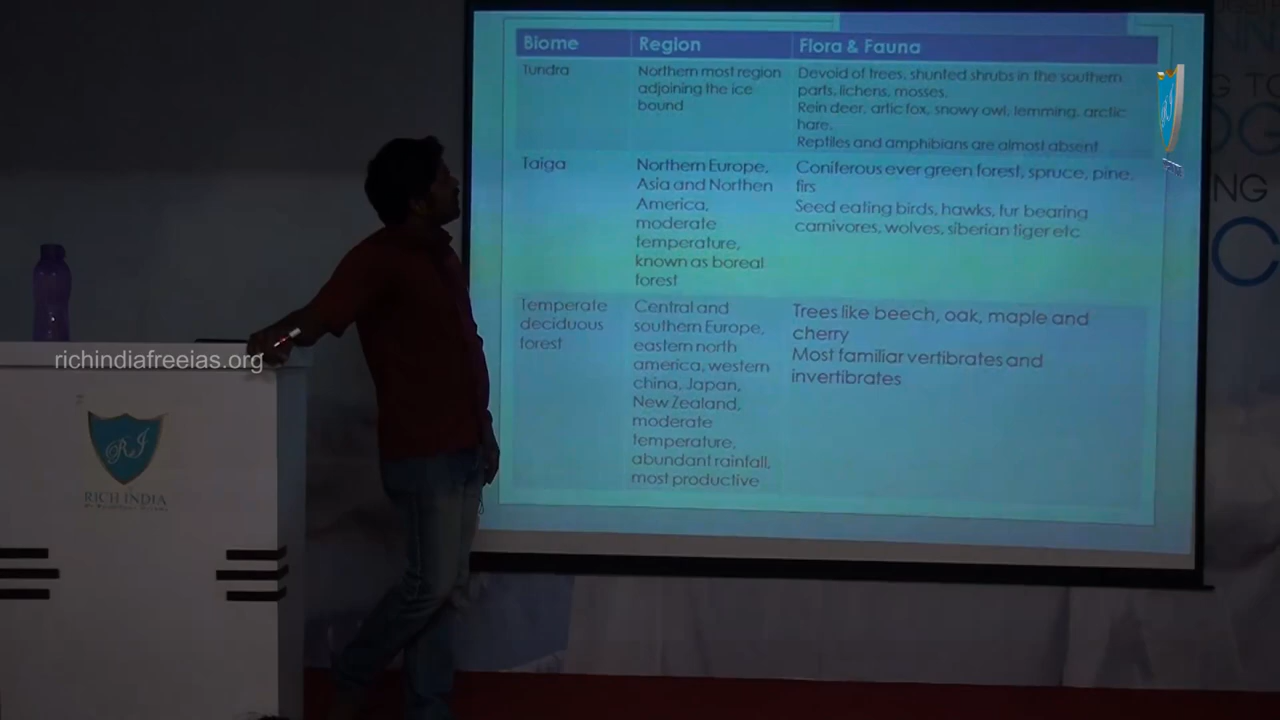 Biome
Region
Flora & Fauna
Tundra
Northern most region
adjoining the ice
bound
Devoid of trees, shunted shrubs in the southern
parts, lichens, mosses.
Rein deer, artic fox, snowy owl, lemming, arctic
hare.
Reptiles and amphibians are almost absent
Taiga
Northern Europe,
Asia and Northen
America,
moderate
temperature,
known as boreal
forest
Coniferous ever green forest, spruce, pine,
firs
Seed eating birds, hawks, fur bearing
carnivores, wolves, siberian tiger etc
Temperate
deciduous
forest
Central and
southern Europe,
eastern north
america, western
china, Japan,
New Zealand,
moderate
temperature,
abundant rainfall,
most productive
Trees like beech, oak, maple and
cherry
Most familiar vertibrates and
invertibrates
richindiafreeias.org
RI
RICH INDIA